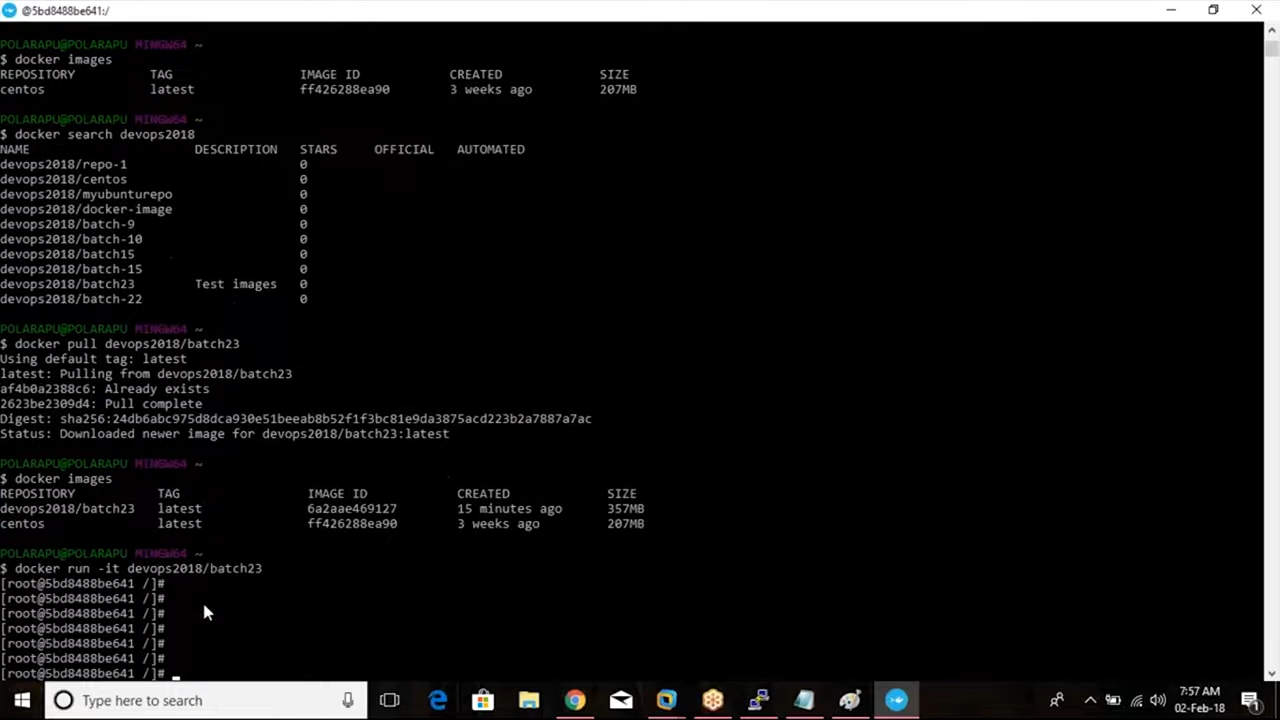 @5bd8488be641:/
POLARAPU@POLARAPU MINGW64 ~
$ docker images
REPOSITORY TAG IMAGE ID CREATED SIZE
centos latest ff426288ea90 3 weeks ago 207MB
POLARAPU@POLARAPU MINGW64 ~
$ docker search devops2018
NAME DESCRIPTION STARS OFFICIAL AUTOMATED
devops2018/repo-1 0
devops2018/centos 0
devops2018/myubunturepo 0
devops2018/docker-image 0
devops2018/batch-9 0
devops2018/batch-10 0
devops2018/batch15 0
devops2018/batch-15 0
devops2018/batch23 Test images 0
devops2018/batch-22 0
POLARAPU@POLARAPU MINGW64 ~
$ docker pull devops2018/batch23
Using default tag: latest
latest: Pulling from devops2018/batch23
af4b0a2388c6: Already exists
2623be2309d4: Pull complete
Digest: sha256:24db6abc975d8dca930e51beeab8b52f1f3bc81e9da3875acd223b2a7887a7ac
Status: Downloaded newer image for devops2018/batch23:latest
POLARAPU@POLARAPU MINGW64 ~
$ docker images
REPOSITORY TAG IMAGE ID CREATED SIZE
devops2018/batch23 latest 6a2aae469127 15 minutes ago 357MB
centos latest ff426288ea90 3 weeks ago 207MB
POLARAPU@POLARAPU MINGW64 ~
$ docker run -it devops2018/batch23
[root@5bd8488be641 /]#
[root@5bd8488be641 /]#
[root@5bd8488be641 /]#
[root@5bd8488be641 /]#
[root@5bd8488be641 /]#
[root@5bd8488be641 /]#
[root@5bd8488be641 /]#
Type here to search
7:57 AM
02-Feb-18